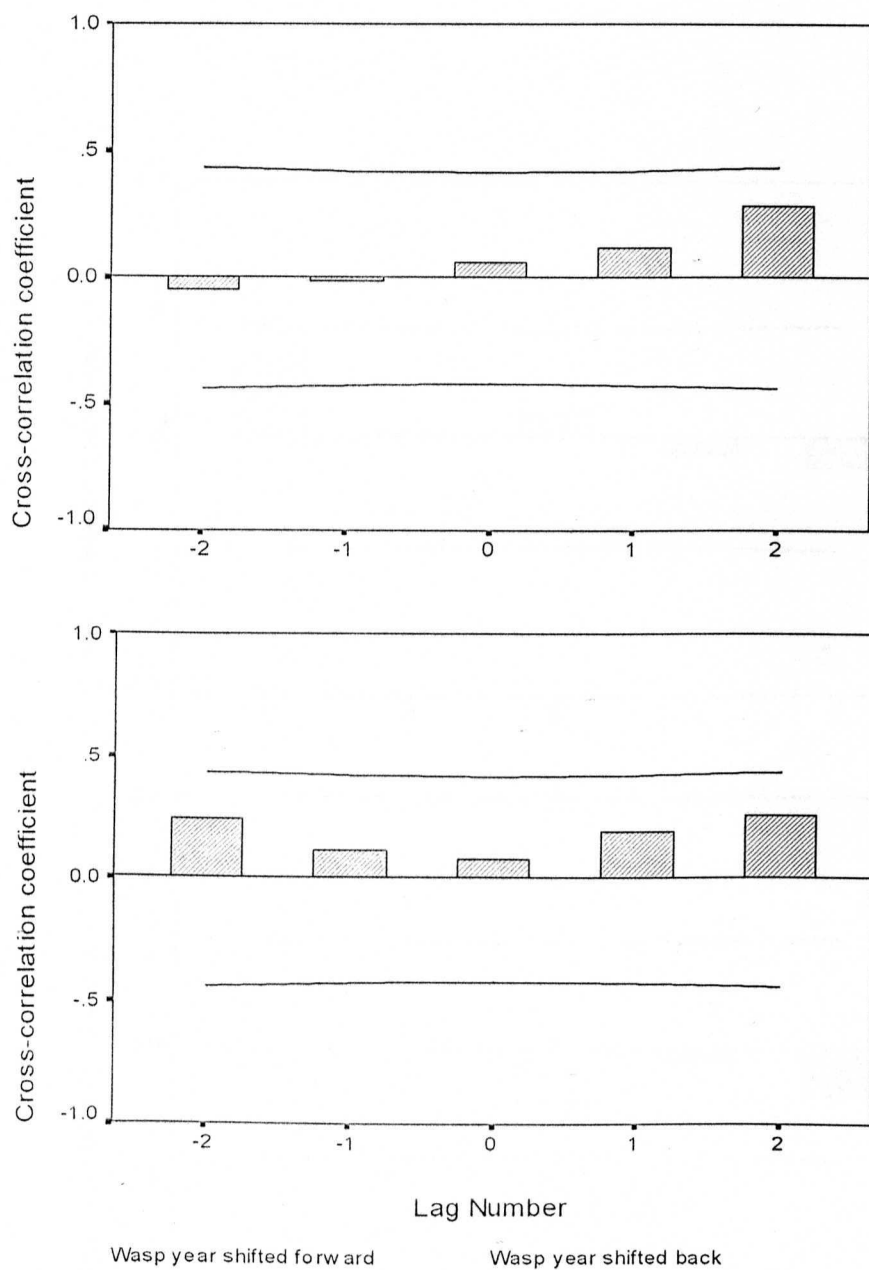 Cross-correlation coefficient
1.0
.5
0.0
-.5
-1.0
-2 -1 0 1 2
Cross-correlation coefficient
1.0
.5
0.0
-.5
-1.0
-2 -1 0 1 2
Lag Number
Wasp year shifted forward Wasp year shifted back